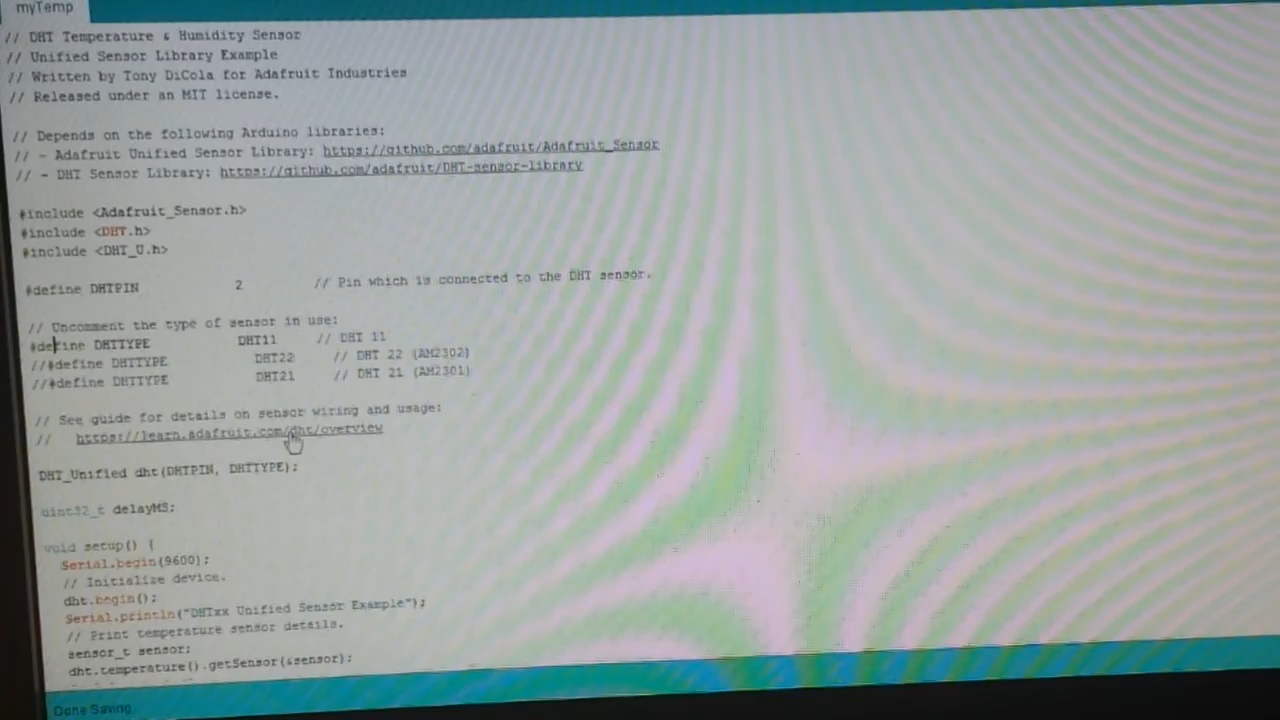 myTemp
// DHT Temperature & Humidity Sensor
// Unified Sensor Library Example
// Written by Tony DiCola for Adafruit Industries
// Released under an MIT license.
// Depends on the following Arduino libraries:
// - Adafruit Unified Sensor Library: https://github.com/adafruit/Adafruit_Sensor
// - DHT Sensor Library: https://github.com/adafruit/DHT-sensor-library
#include <Adafruit_Sensor.h>
#include <DHT.h>
#include <DHT_U.h>
#define DHTPIN 2 // Pin which is connected to the DHT sensor.
// Uncomment the type of sensor in use:
#define DHTTYPE DHT11 // DHT 11
//#define DHTTYPE DHT22 // DHT 22 (AM2302)
//#define DHTTYPE DHT21 // DHT 21 (AM2301)
// See guide for details on sensor wiring and usage:
// https://learn.adafruit.com/dht/overview
DHT_Unified dht(DHTPIN, DHTTYPE);
uint32_t delayMS;
void setup() {
Serial.begin(9600);
// Initialize device.
dht.begin();
Serial.println("DHTxx Unified Sensor Example");
// Print temperature sensor details.
sensor_t sensor;
dht.temperature().getSensor(&sensor);
Done Saving.